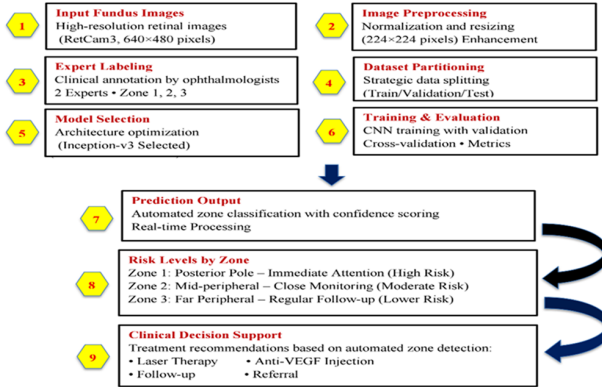 1
Input Fundus Images
High-resolution retinal images
(RetCam3, 640×480 pixels)
2
Image Preprocessing
Normalization and resizing
(224×224 pixels) Enhancement
3
Expert Labeling
Clinical annotation by ophthalmologists
2 Experts • Zone 1, 2, 3
4
Dataset Partitioning
Strategic data splitting
(Train/Validation/Test)
5
Model Selection
Architecture optimization
(Inception-v3 Selected)
6
Training & Evaluation
CNN training with validation
Cross-validation • Metrics
7
Prediction Output
Automated zone classification with confidence scoring
Real-time Processing
8
Risk Levels by Zone
Zone 1: Posterior Pole – Immediate Attention (High Risk)
Zone 2: Mid-peripheral – Close Monitoring (Moderate Risk)
Zone 3: Far Peripheral – Regular Follow-up (Lower Risk)
9
Clinical Decision Support
Treatment recommendations based on automated zone detection:
• Laser Therapy • Anti-VEGF Injection
• Follow-up • Referral